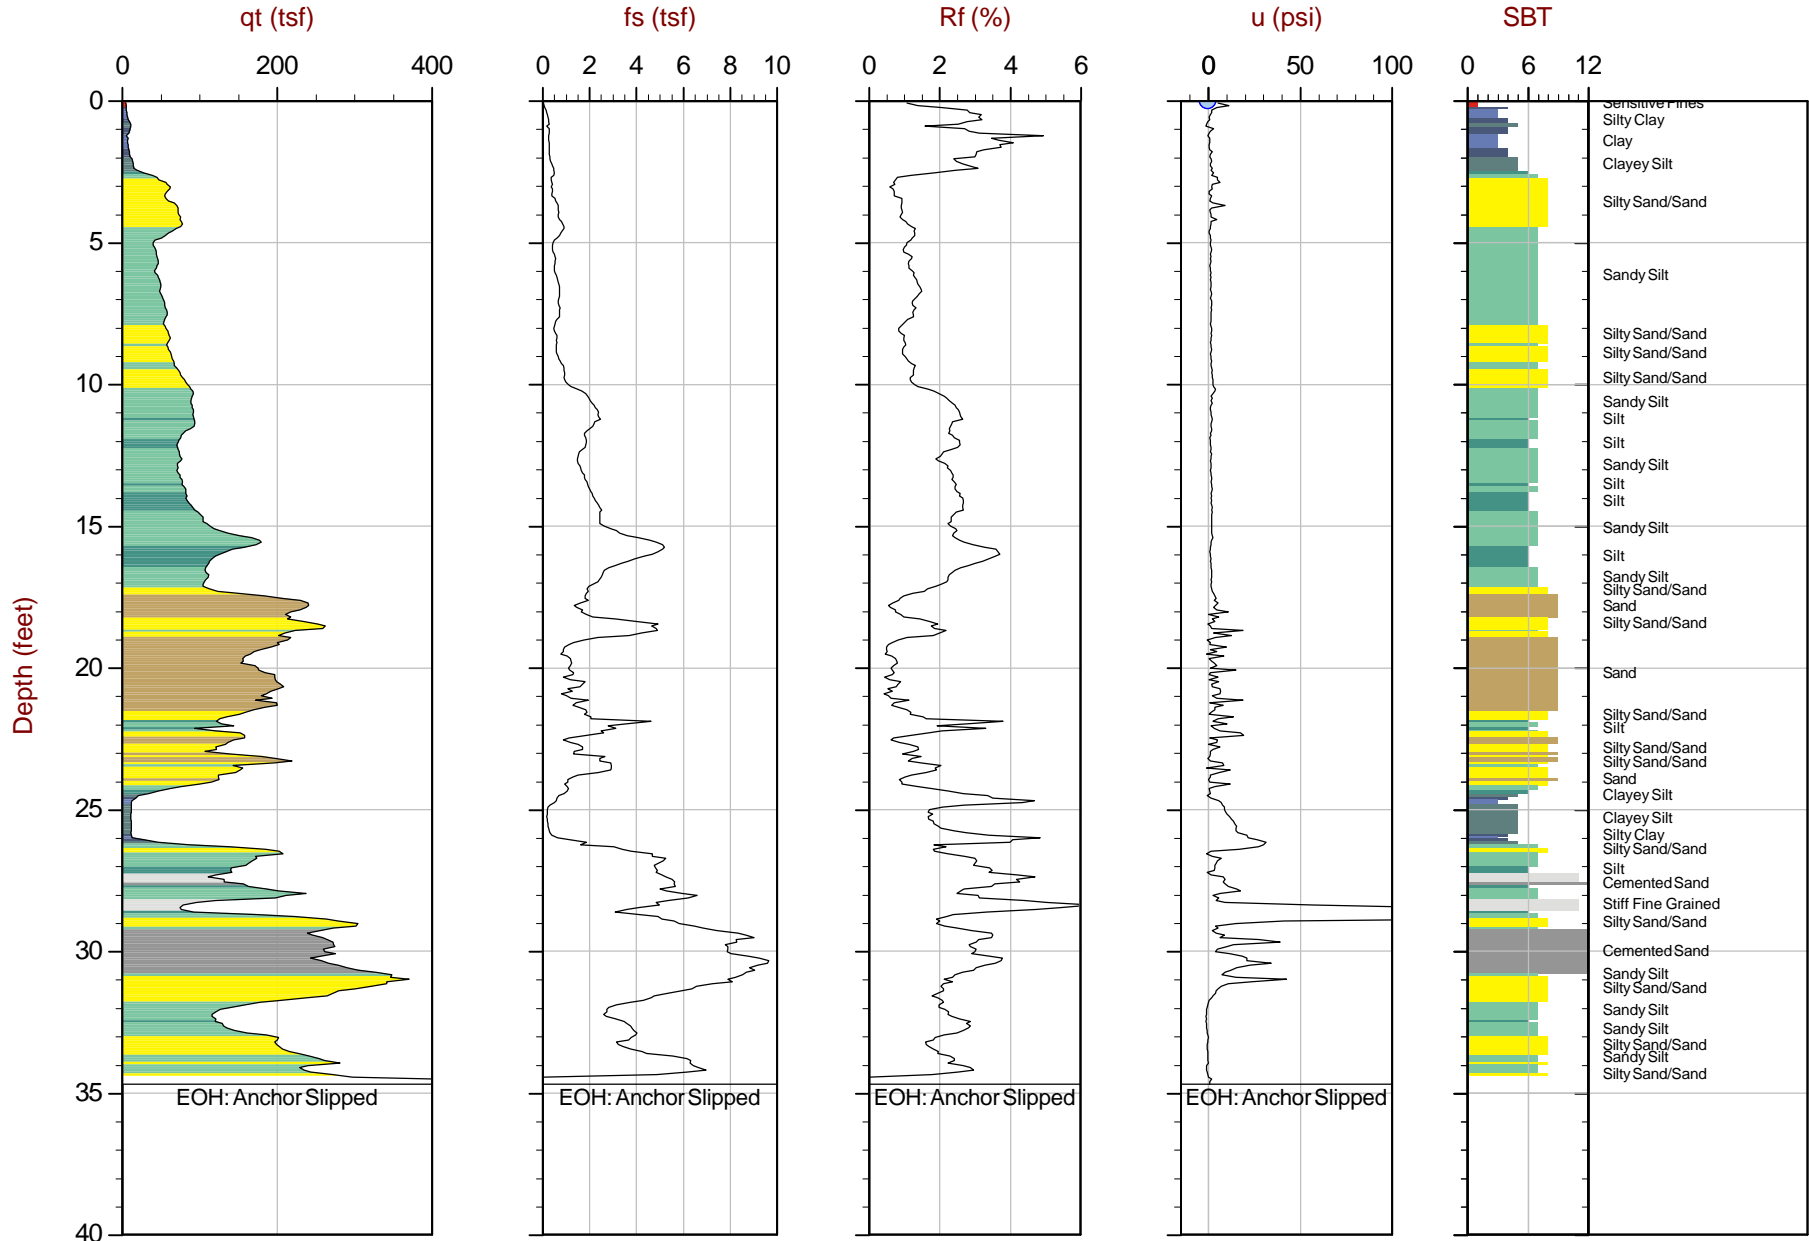 qt (tsf)
fs (tsf)
Rf (%)
u (psi)
SBT
0 200 400
0 2 4 6 8 10
0 2 4 6
0 0 50 100
0 6 12
Depth (feet)
0
5
10
15
20
25
30
35
40
Sensitive Fines
Silty Clay
Clay
Clayey Silt
Silty Sand/Sand
Sandy Silt
Silty Sand/Sand
Silty Sand/Sand
Silty Sand/Sand
Sandy Silt
Silt
Silt
Sandy Silt
Silt
Silt
Sandy Silt
Silt
Sandy Silt
Silty Sand/Sand
Sand
Silty Sand/Sand
Sand
Silty Sand/Sand
Silt
Silty Sand/Sand
Silty Sand/Sand
Sand
Clayey Silt
Clayey Silt
Silty Clay
Silty Sand/Sand
Silt
Cemented Sand
Stiff Fine Grained
Silty Sand/Sand
Cemented Sand
Sandy Silt
Silty Sand/Sand
Sandy Silt
Sandy Silt
Silty Sand/Sand
Sandy Silt
Silty Sand/Sand
EOH: Anchor Slipped
EOH: Anchor Slipped
EOH: Anchor Slipped
EOH: Anchor Slipped